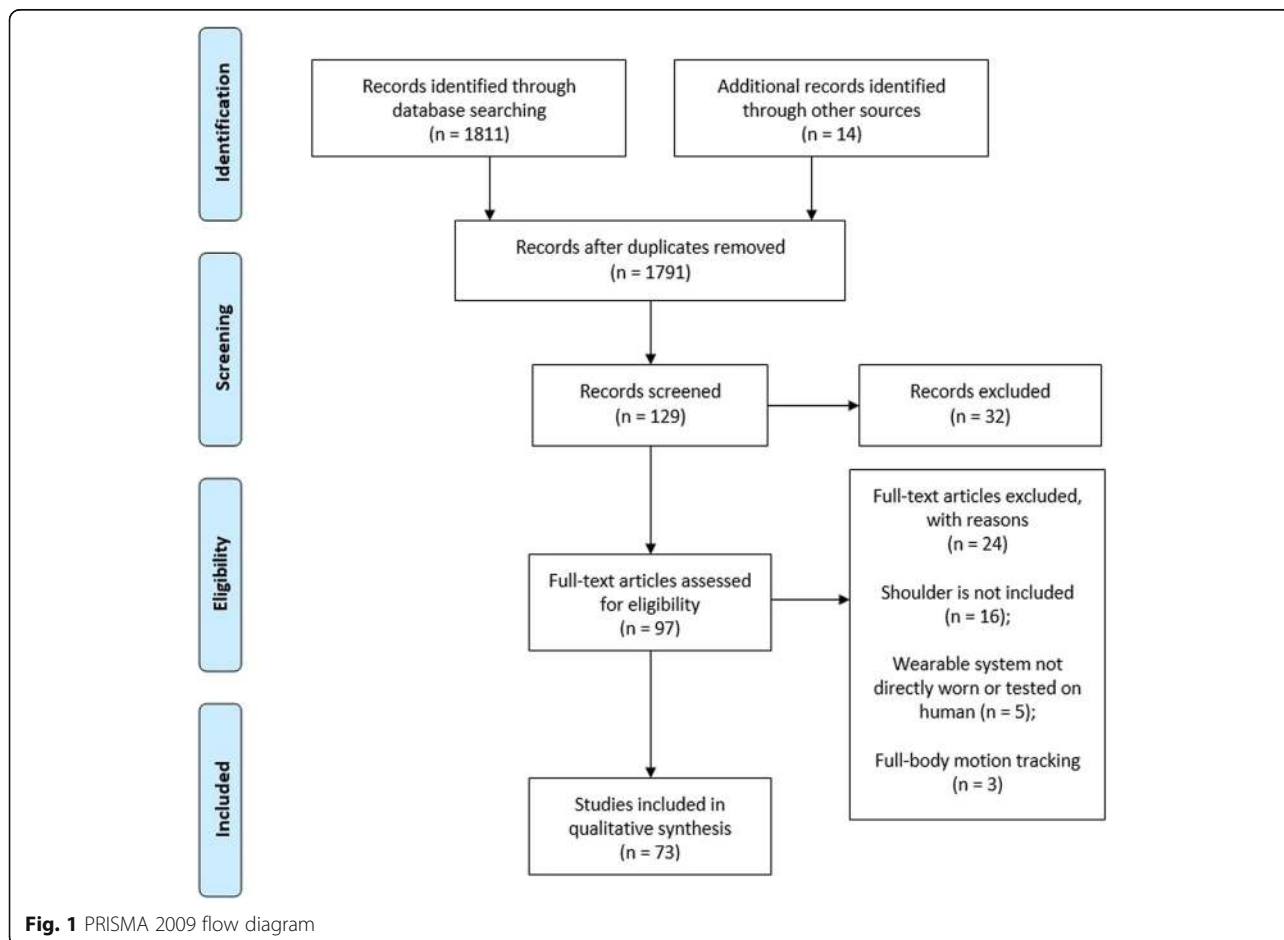 Identification
Records identified through
database searching
(n = 1811)
Additional records identified
through other sources
(n = 14)
Records after duplicates removed
(n = 1791)
Screening
Records screened
(n = 129)
Records excluded
(n = 32)
Eligibility
Full-text articles assessed
for eligibility
(n = 97)
Full-text articles excluded,
with reasons
(n = 24)
Shoulder is not included
(n = 16);
Wearable system not
directly worn or tested on
human (n = 5);
Full-body motion tracking
(n = 3)
Included
Studies included in
qualitative synthesis
(n = 73)
Fig. 1 PRISMA 2009 flow diagram